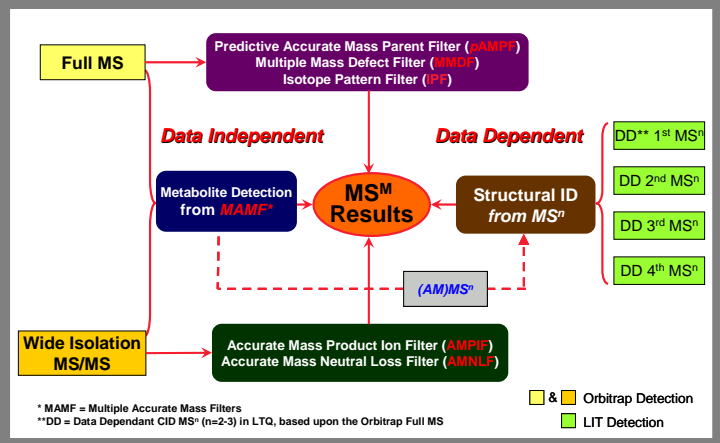 Predictive Accurate Mass Parent Filter (pAMPF)
Multiple Mass Defect Filter (MMDF)
Isotope Pattern Filter (IPF)
Full MS
Data Independent
Data Dependent
DD** 1st MSn
DD 2nd MSn
DD 3rd MSn
DD 4th MSn
Metabolite Detection
from MAMF*
MSM
Results
Structural ID
from MSn
(AM)MSn
Wide Isolation
MS/MS
Accurate Mass Product Ion Filter (AMPIF)
Accurate Mass Neutral Loss Filter (AMNLF)
& Orbitrap Detection
LIT Detection
* MAMF = Multiple Accurate Mass Filters
**DD = Data Dependant CID MSn (n=2-3) in LTQ, based upon the Orbitrap Full MS